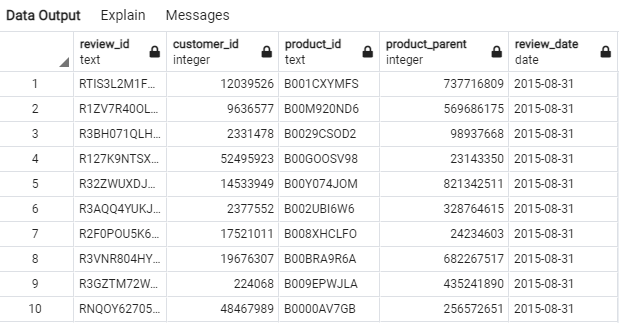 Data Output Explain Messages
review_id customer_id product_id product_parent review_date
text integer text integer date
1 RTIS3L2M1F... 12039526 B001CXYMFS 737716809 2015-08-31
2 R1ZV7R40OL... 9636577 B00M920ND6 569686175 2015-08-31
3 R3BH071QLH... 2331478 B0029CSOD2 98937668 2015-08-31
4 R127K9NTSX... 52495923 B00GOOSV98 23143350 2015-08-31
5 R32ZWUXDJ... 14533949 B00Y074JOM 821342511 2015-08-31
6 R3AQQ4YUKJ... 2377552 B002UBI6W6 328764615 2015-08-31
7 R2F0POU5K6... 17521011 B008XHCLFO 24234603 2015-08-31
8 R3VNR804HY... 19676307 B00BRA9R6A 682267517 2015-08-31
9 R3GZTM72W... 224068 B009EPWJLA 435241890 2015-08-31
10 RNQOY62705... 48467989 B0000AV7GB 256572651 2015-08-31